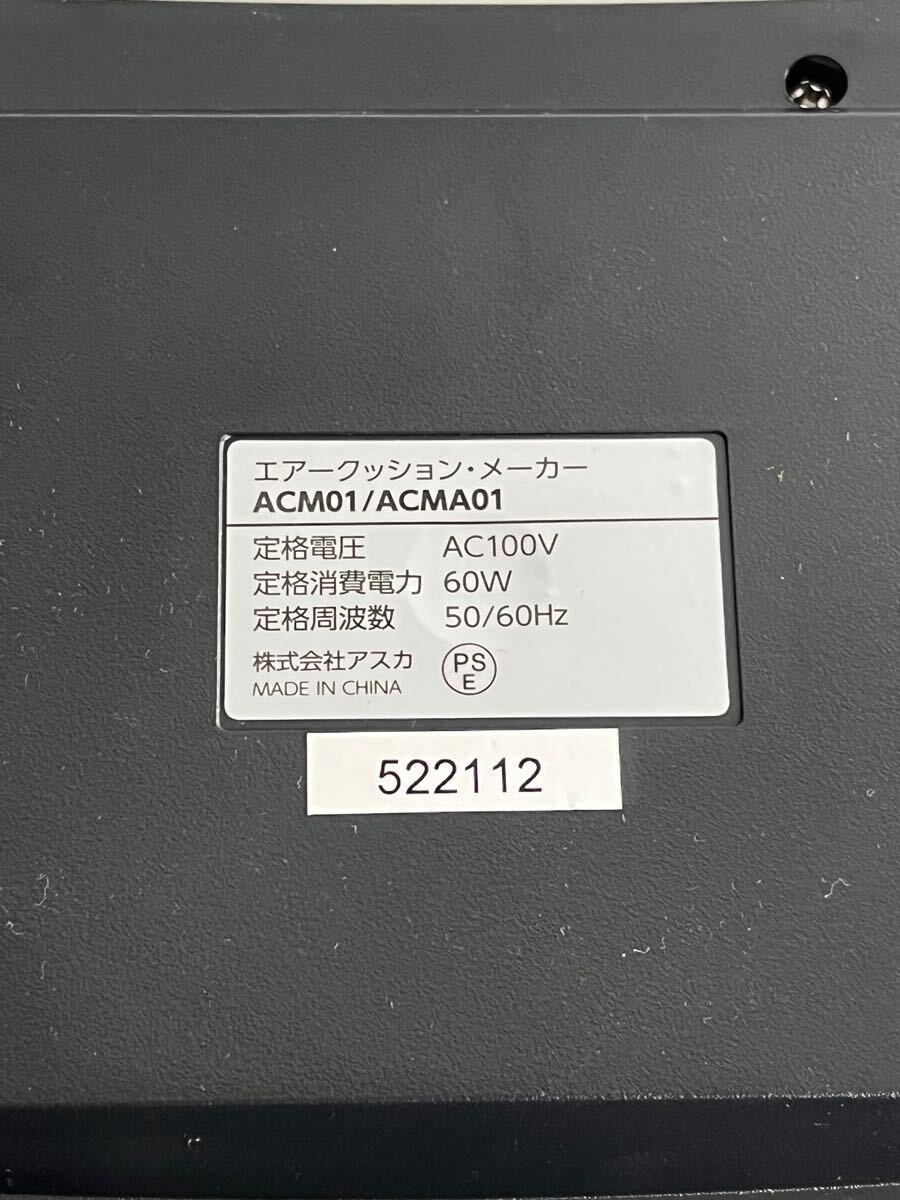 エアークッション・メーカー
ACM01/ACMA01
定格電圧 AC100V
定格消費電力 60W
定格周波数 50/60Hz
株式会社アスカ
MADE IN CHINA
PS
E
522112